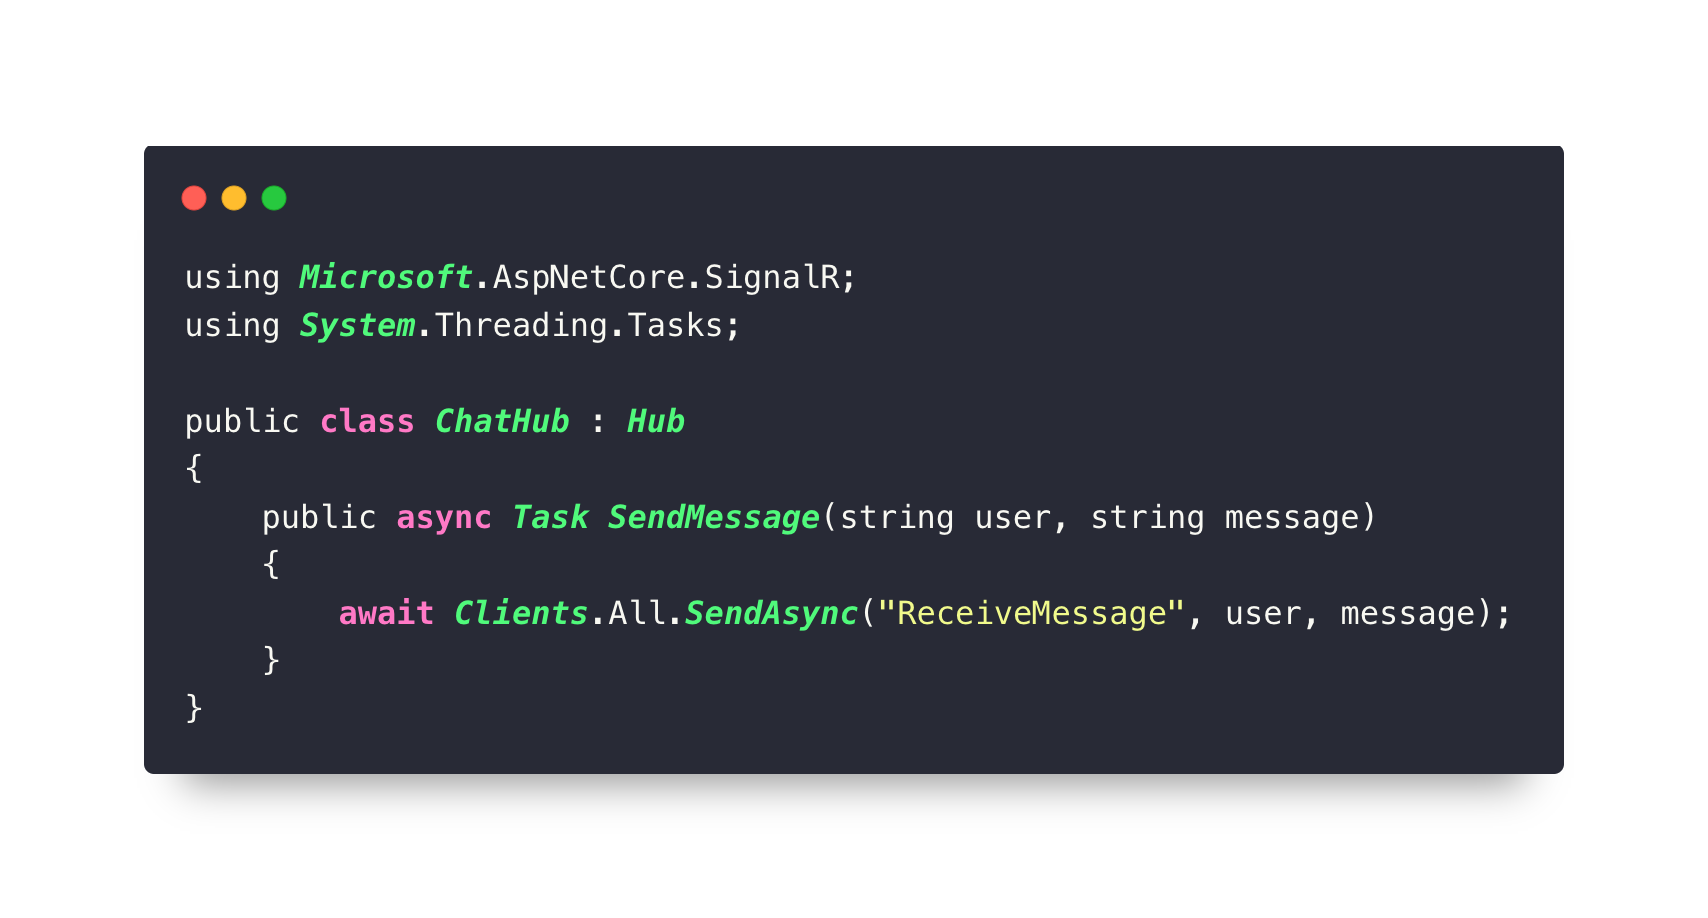 using Microsoft.AspNetCore.SignalR;
using System.Threading.Tasks;

public class ChatHub : Hub
{
    public async Task SendMessage(string user, string message)
    {
        await Clients.All.SendAsync("ReceiveMessage", user, message);
    }
}